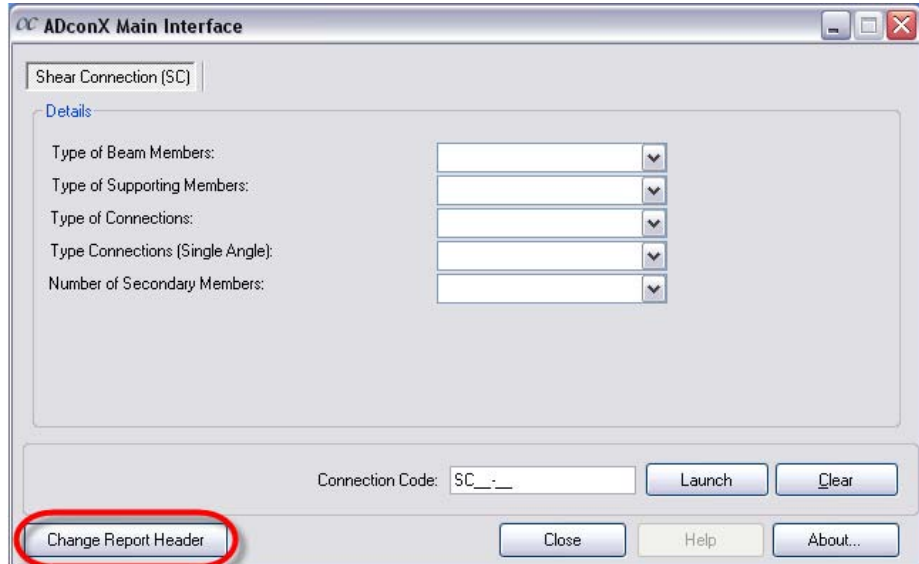 OC ADconX Main Interface
Shear Connection (SC)
Details
Type of Beam Members:
Type of Supporting Members:
Type of Connections:
Type Connections (Single Angle):
Number of Secondary Members:
Connection Code: SC__-__ Launch Clear
Change Report Header Close Help About...